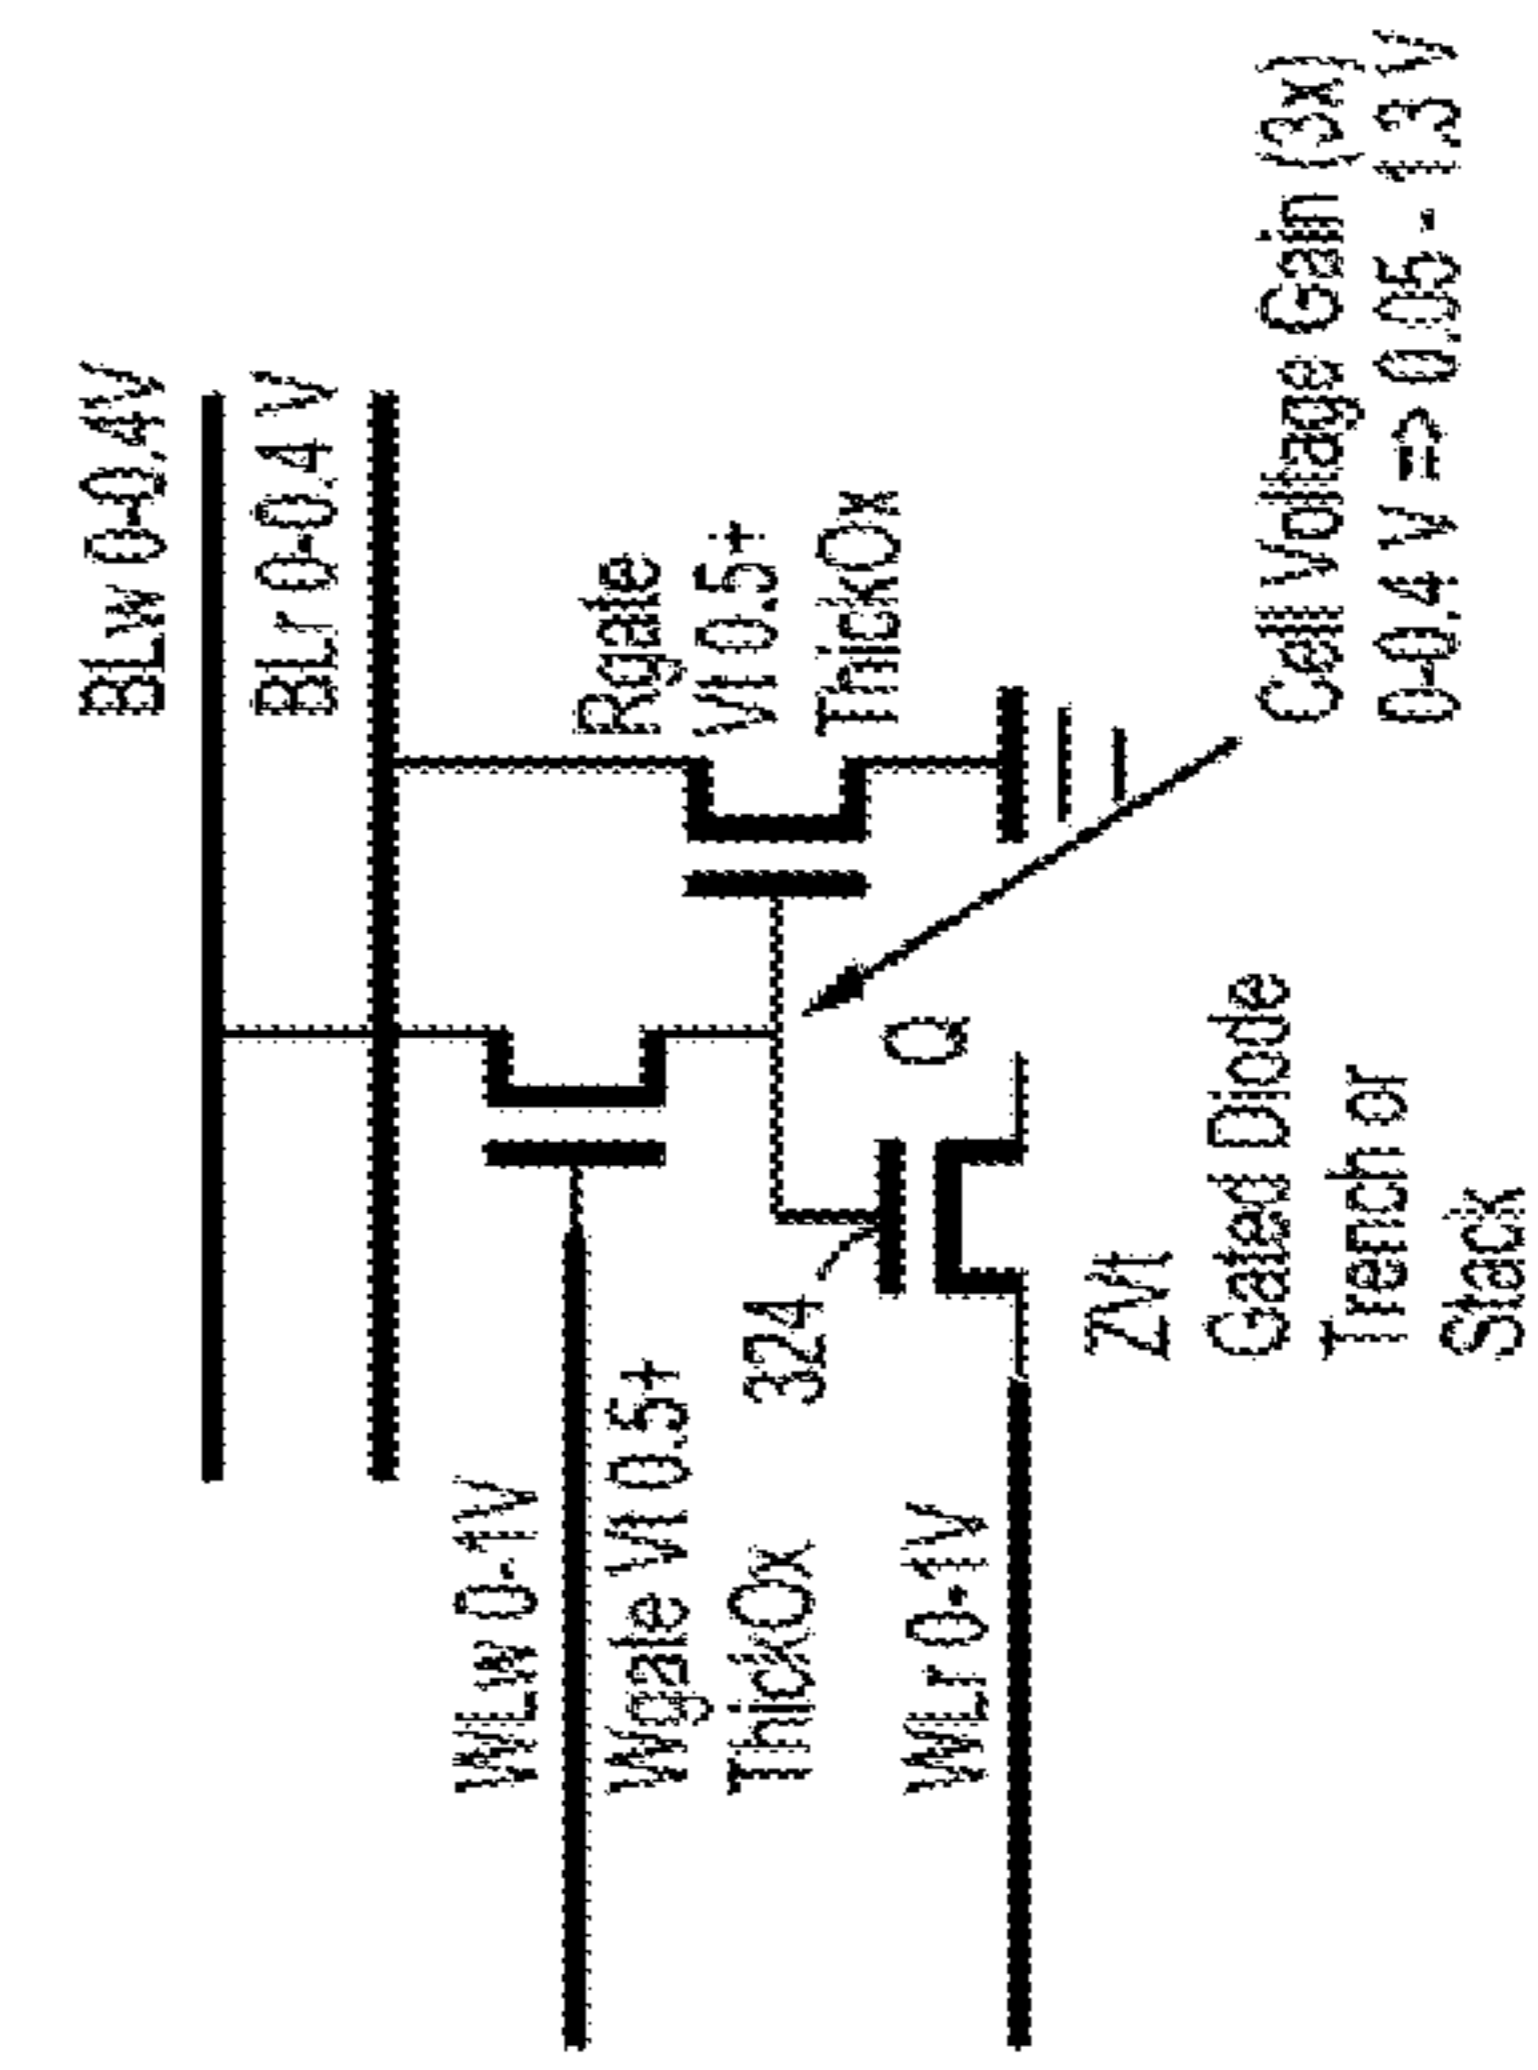 BLw 0-0.4V
BLr 0-0.4 V
WLw 0-1V
Wgate Vt 0.5+
ThickOx
324
WLr 0-1V
Rgate
Vt 0.5+
ThickOx
Q
ZVt
Gated Diode
Trench or
Stack
Cell Voltage Gain (3x)
0-0.4 V => 0.05 - 1.3 V